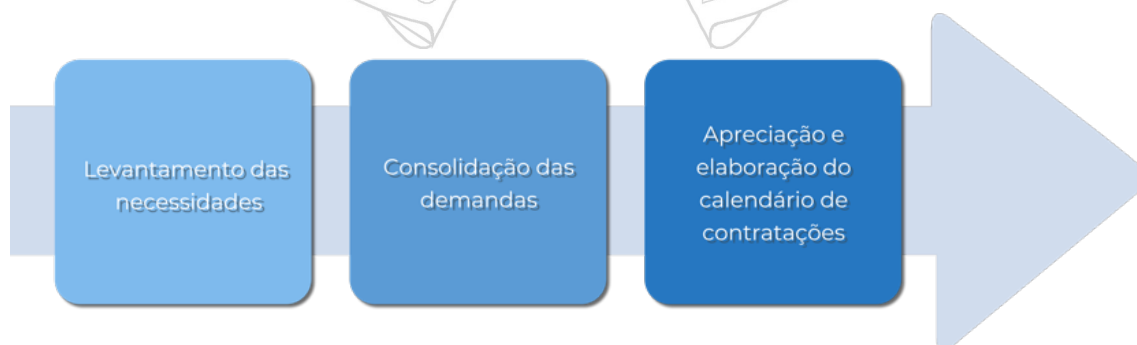 Levantamento das
necessidades
Consolidação das
demandas
Apreciação e
elaboração do
calendário de
contratações